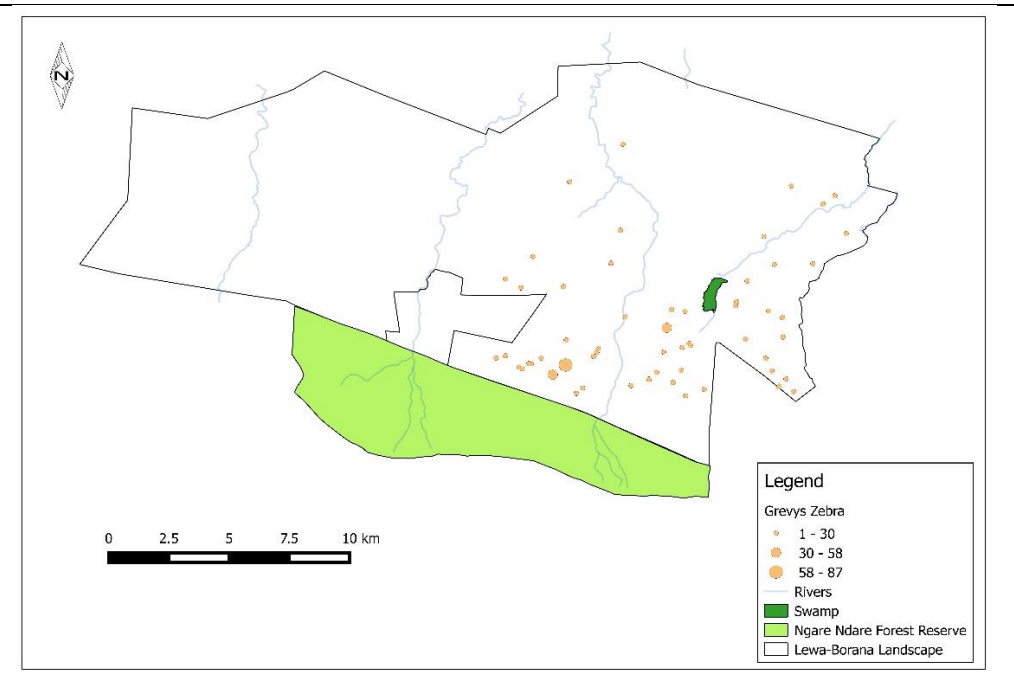 N
0 2.5 5 7.5 10 km
Legend
Grevys Zebra
1 - 30
30 - 58
58 - 87
Rivers
Swamp
Ngare Ndare Forest Reserve
Lewa-Borana Landscape